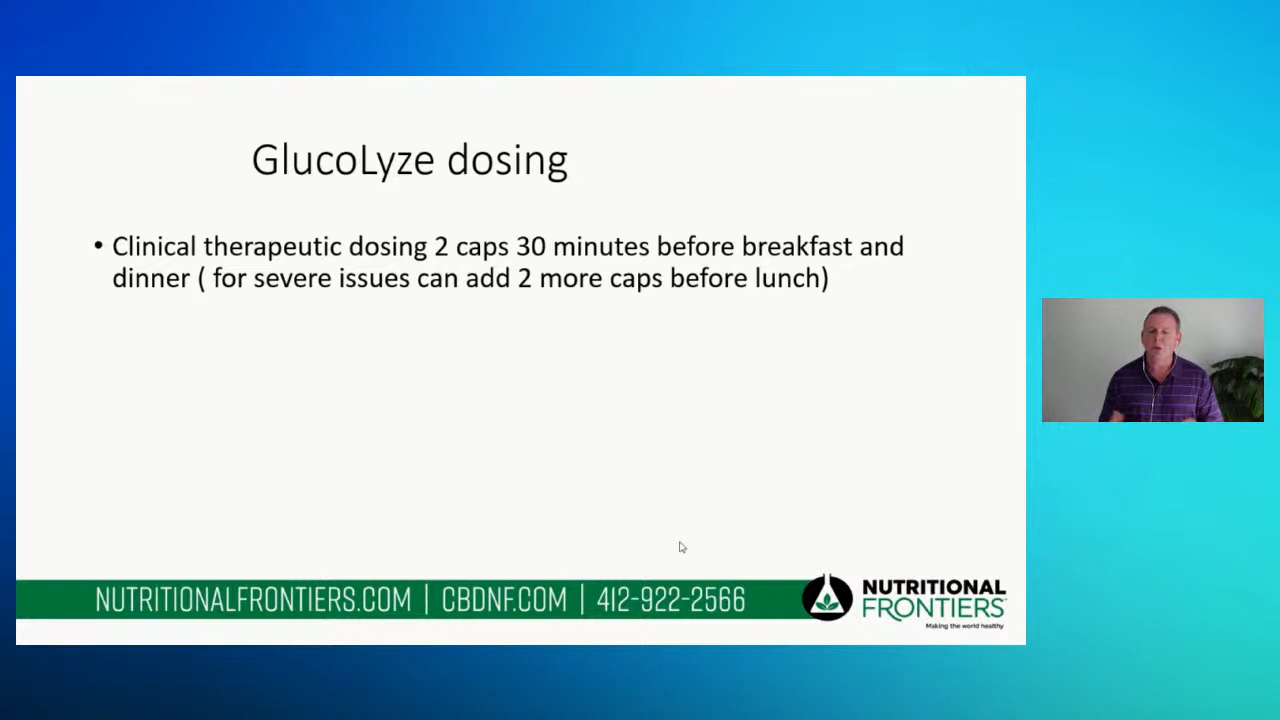 GlucoLyze dosing
• Clinical therapeutic dosing 2 caps 30 minutes before breakfast and
dinner ( for severe issues can add 2 more caps before lunch)
NUTRITIONALFRONTIERS.COM | CBDNF.COM | 412-922-2566
NUTRITIONAL
FRONTIERS
Making the world healthy